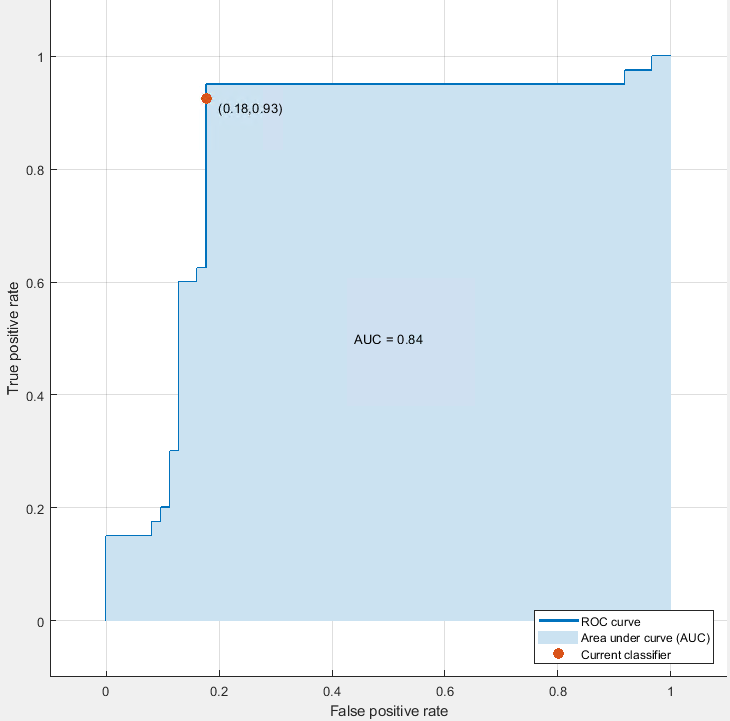 1
(0.18,0.93)
0.8
0.6
AUC = 0.84
0.4
0.2
0
True positive rate
ROC curve
Area under curve (AUC)
Current classifier
0 0.2 0.4 0.6 0.8 1
False positive rate